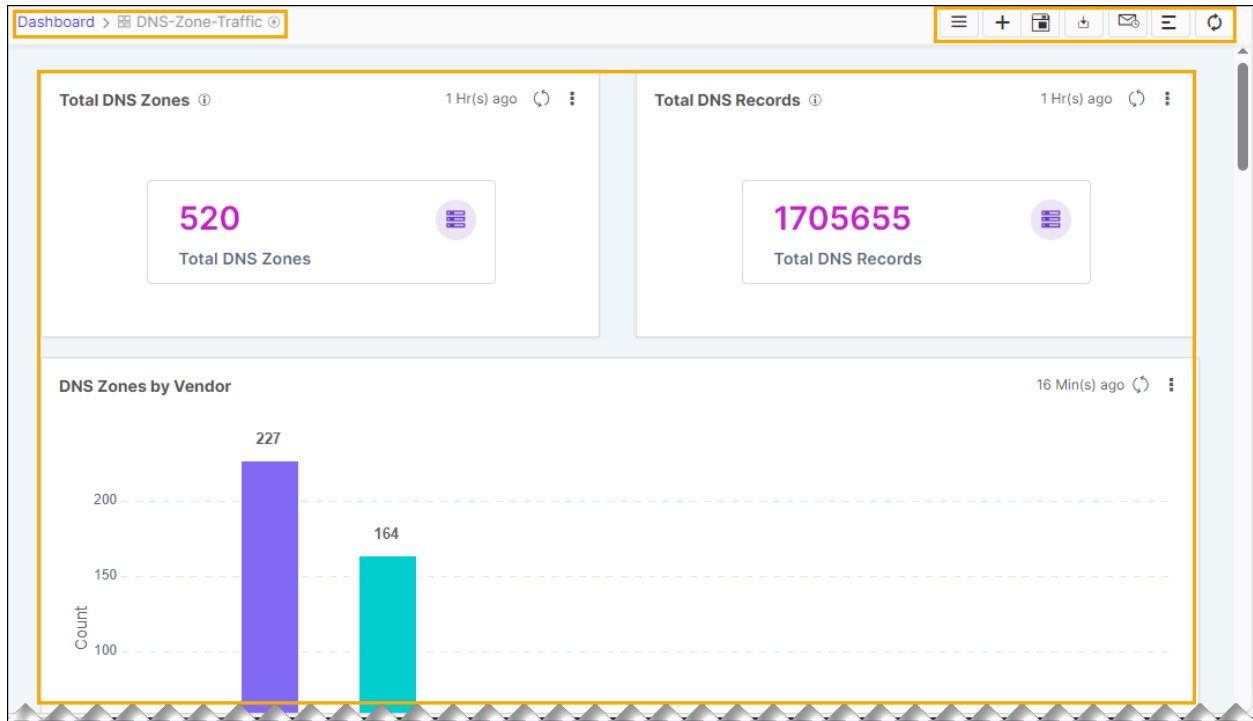 Dashboard > DNS-Zone-Traffic
Total DNS Zones
1 Hr(s) ago
520
Total DNS Zones
Total DNS Records
1 Hr(s) ago
1705655
Total DNS Records
DNS Zones by Vendor
16 Min(s) ago
227
164
200
150
100
Count